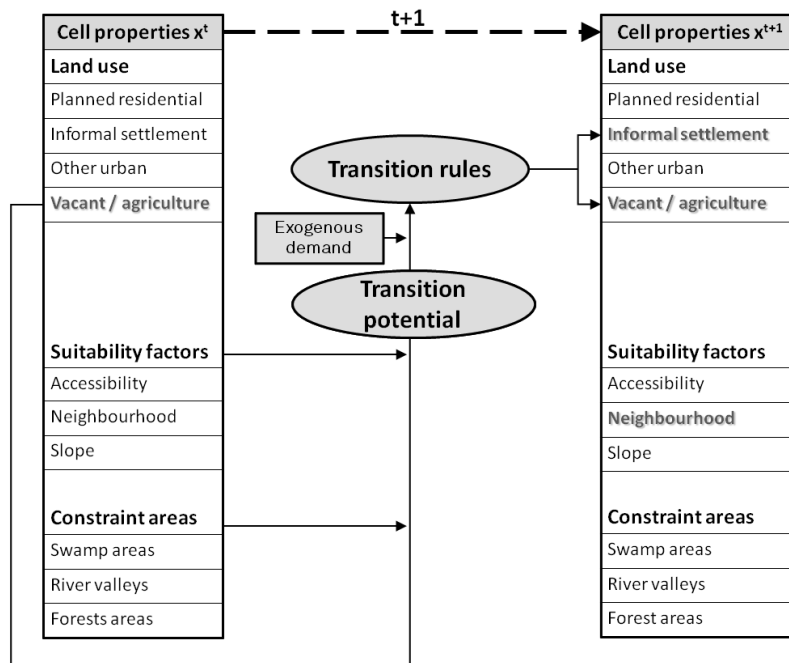 Cell properties xᵗ
Land use
Planned residential
Informal settlement
Other urban
Vacant / agriculture
Suitability factors
Accessibility
Neighbourhood
Slope
Constraint areas
Swamp areas
River valleys
Forests areas
t+1
Transition rules
Exogenous
demand
Transition
potential
Cell properties xᵗ⁺¹
Land use
Planned residential
Informal settlement
Other urban
Vacant / agriculture
Suitability factors
Accessibility
Neighbourhood
Slope
Constraint areas
Swamp areas
River valleys
Forest areas